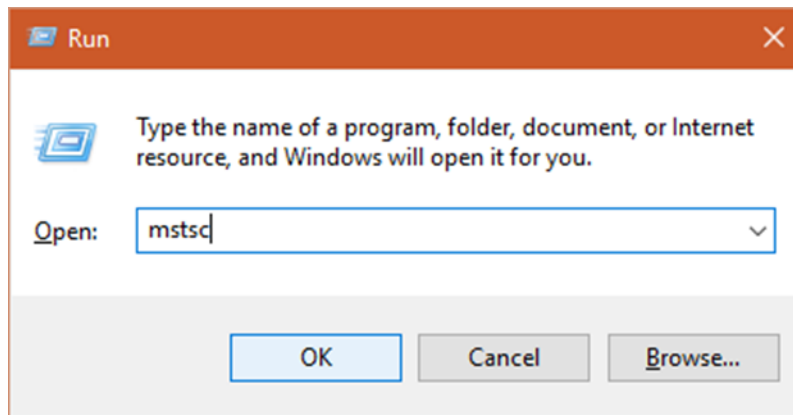 Run
Type the name of a program, folder, document, or Internet
resource, and Windows will open it for you.
Open: mstsc
OK Cancel Browse...